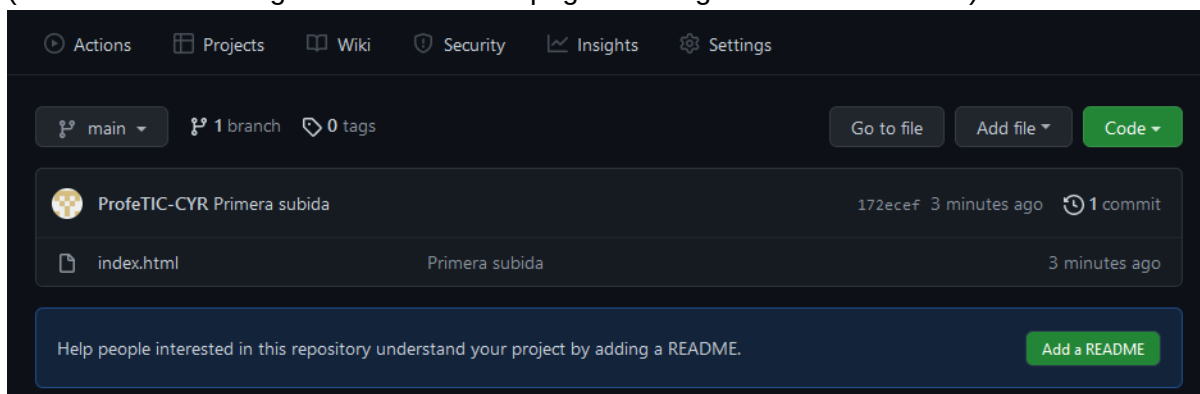 Actions Projects Wiki Security Insights Settings
main 1 branch 0 tags Go to file Add file Code
ProfeTIC-CYR Primera subida 172ecef 3 minutes ago 1 commit
index.html Primera subida 3 minutes ago
Help people interested in this repository understand your project by adding a README. Add a README